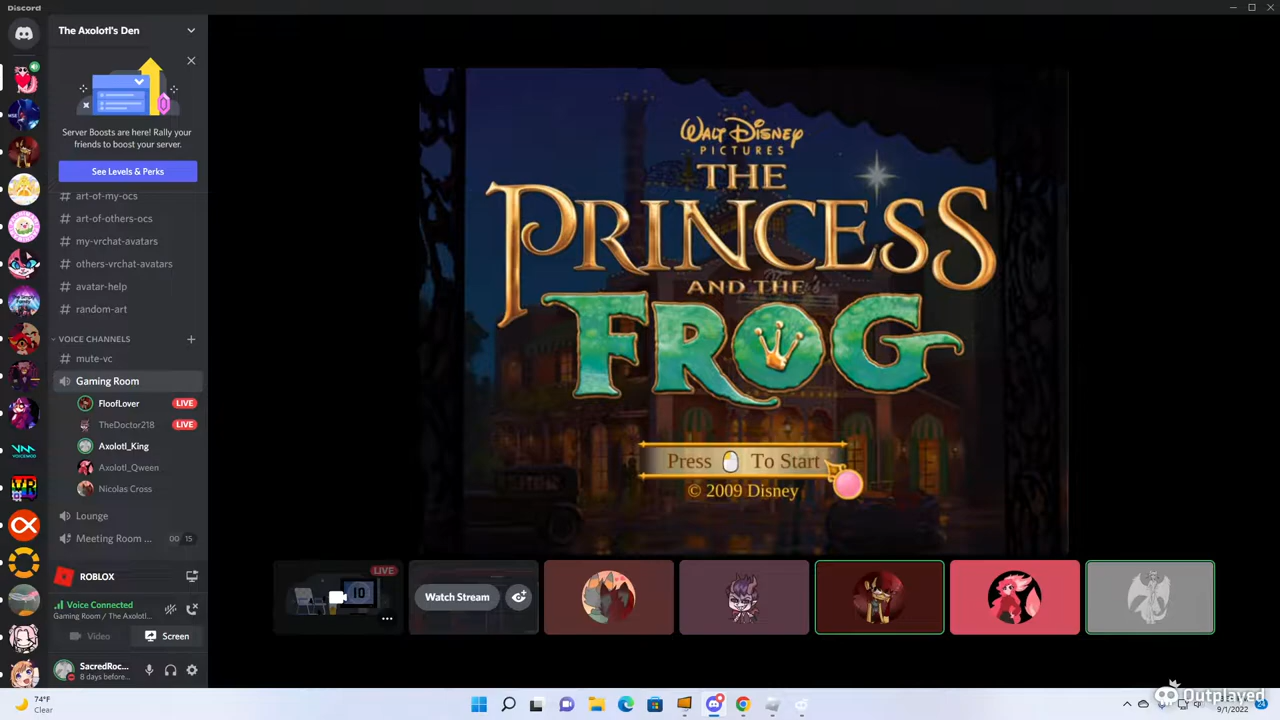 Discord
The Axolotl's Den
Server Boosts are here! Rally your
friends to boost your server.
See Levels & Perks
# art-of-my-ocs
# art-of-others-ocs
# my-vrchat-avatars
# others-vrchat-avatars
# avatar-help
# random-art
VOICE CHANNELS
# mute-vc
Gaming Room
FloofLover LIVE
TheDoctor218 LIVE
Axolotl_King
Axolotl_Qween
Nicolas Cross
Lounge
Meeting Room ... 00 15
ROBLOX
Voice Connected
Gaming Room / The Axolotl...
Video
Screen
SacredRoc...
8 days before...
WALT DISNEY
PICTURES
THE
PRINCESS
AND THE
FROG
Press To Start
© 2009 Disney
LIVE
Watch Stream
74°F
Clear
Outplayed
9/1/2022
24